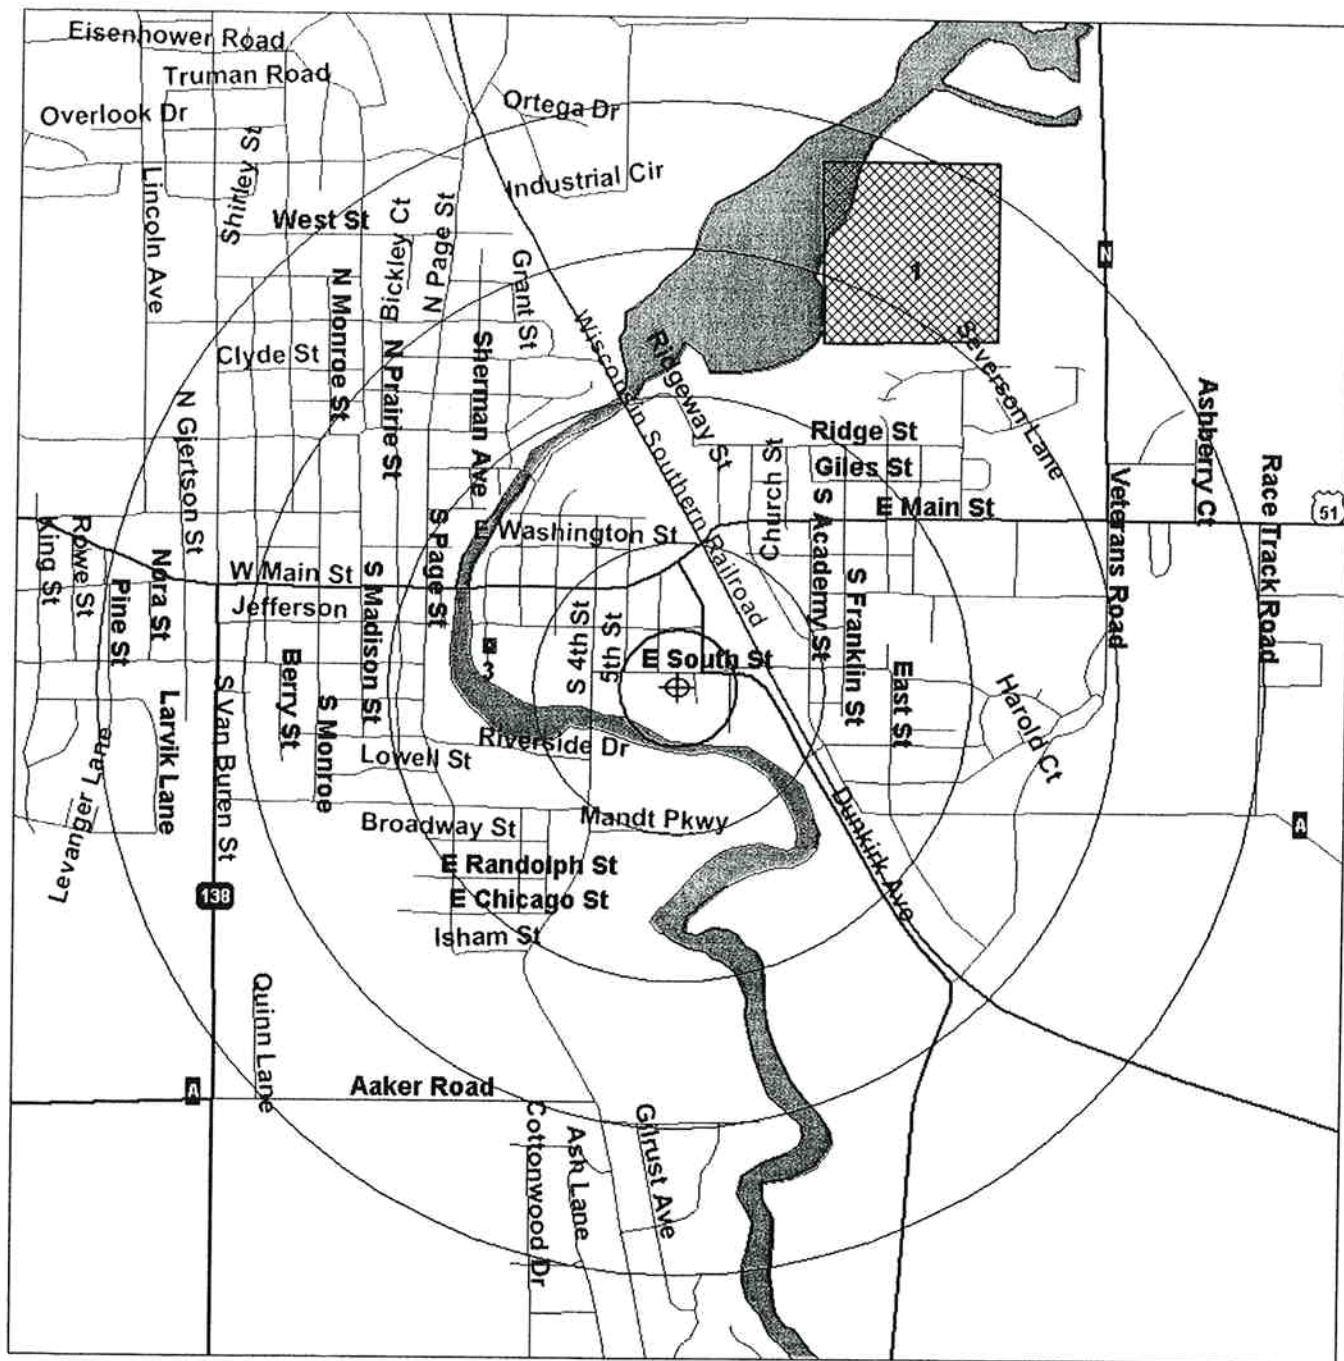 Eisenhower Road
Truman Road
Overlook Dr
Ortega Dr
Industrial Cir
Lincoln Ave
Shirley St
West St
Bickley Ct
N Page St
Grant St
N Monroe St
N Prairie St
Clyde St
Sherman Ave
Wisconsin Southern Railroad
Ridgeway St
1
N
Severson Lane
Ashberry Ct
N Gjertson St
Ridge St
Giles St
Church St
S Academy St
E Main St
Veterans Road
Race Track Road
51
King St
Rowe St
Pine St
Nora St
W Main St
Jefferson
S Madison St
S Page St
E Washington St
3
S 4th St
5th St
E South St
S Franklin St
East St
Harold Ct
Larvik Lane
S Van Buren St
Berry St
S Monroe
Lowell St
Riverside Dr
Levanger Lane
Broadway St
Mandt Pkwy
Dunkirk Ave
A
E Randolph St
E Chicago St
138
Isham St
Quinn Lane
A
Aaker Road
Cottonwood Dr
Ash Lane
Gilrust Ave